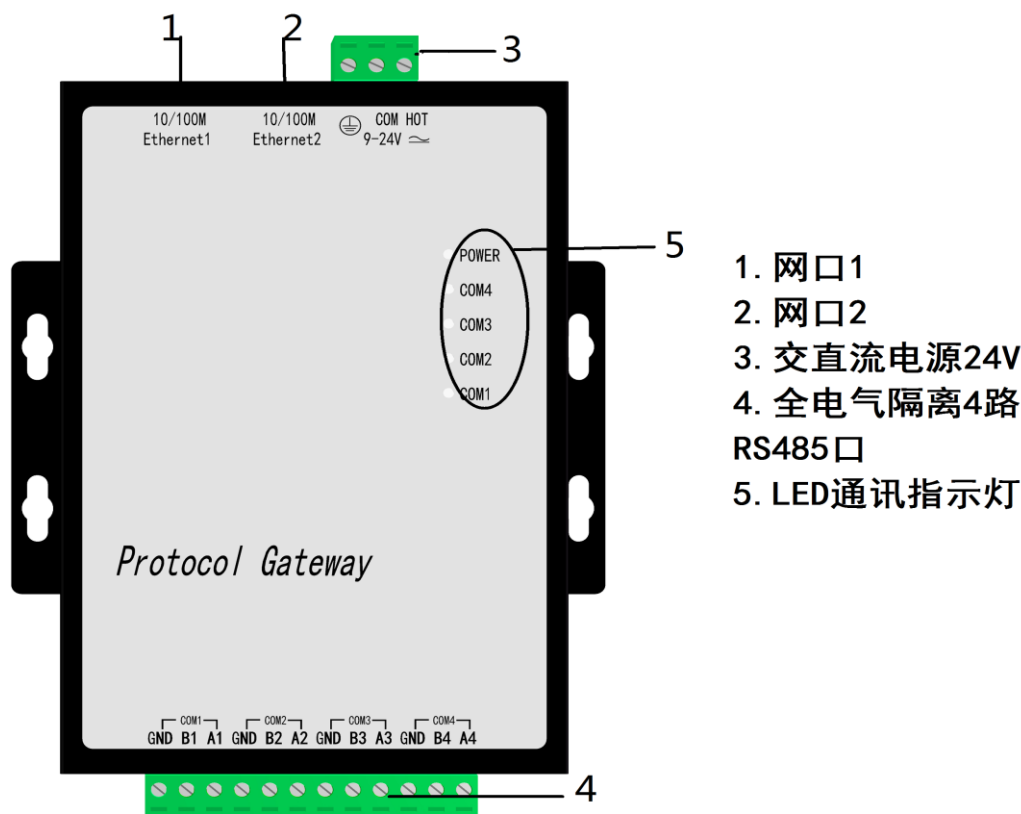 1
2
3
10/100M
Ethernet1
10/100M
Ethernet2
COM HOT
9-24V
5
POWER
COM4
COM3
COM2
COM1
1. 网口1
2. 网口2
3. 交直流电源24V
4. 全电气隔离4路
RS485口
5. LED通讯指示灯
Protocol Gateway
COM1 COM2 COM3 COM4
GND B1 A1 GND B2 A2 GND B3 A3 GND B4 A4
4